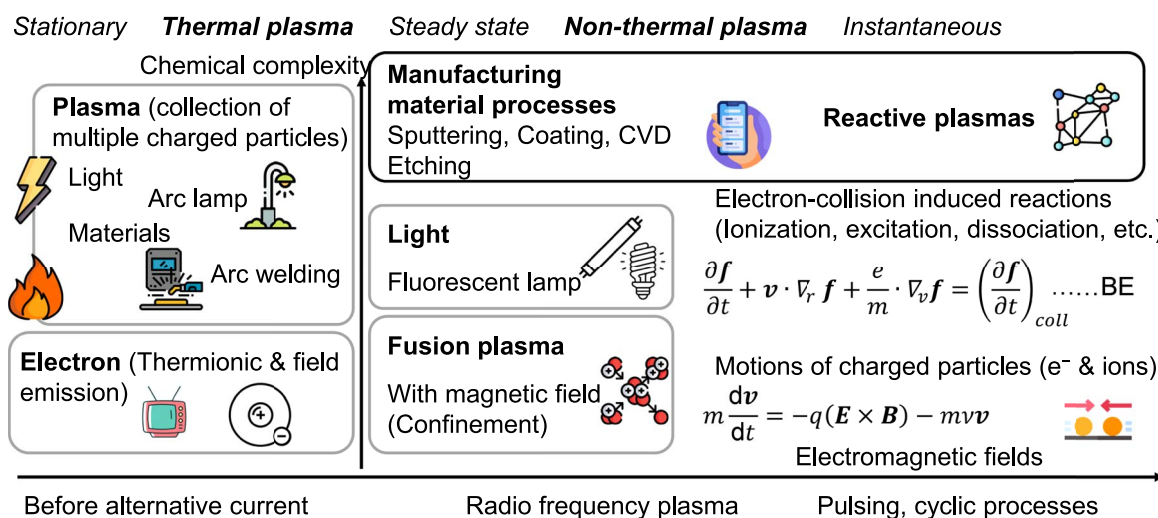 Stationary Thermal plasma Steady state Non-thermal plasma Instantaneous
Chemical complexity
Plasma (collection of
multiple charged particles)
Light
Arc lamp
Materials
Arc welding
Electron (Thermionic & field
emission)
Manufacturing
material processes
Sputtering, Coating, CVD
Etching
Reactive plasmas
Light
Fluorescent lamp
Fusion plasma
With magnetic field
(Confinement)
Electron-collision induced reactions
(Ionization, excitation, dissociation, etc.)
∂f/∂t + v · ∇r f + e/m · ∇v f = (∂f/∂t)coll ……BE
Motions of charged particles (e⁻ & ions)
m dv/dt = −q(E × B) − mvv
Electromagnetic fields
Before alternative current Radio frequency plasma Pulsing, cyclic processes